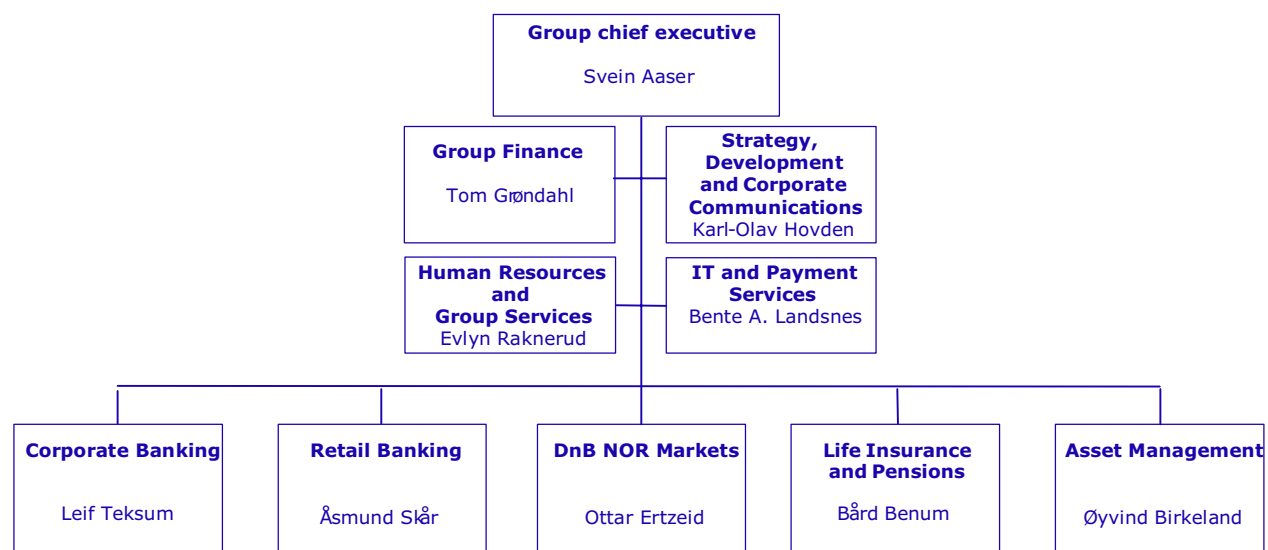 Group chief executive
Svein Aaser
Group Finance
Tom Grøndahl
Strategy,
Development
and Corporate
Communications
Karl-Olav Hovden
Human Resources
and
Group Services
Evlyn Raknerud
IT and Payment
Services
Bente A. Landsnes
Corporate Banking
Leif Teksum
Retail Banking
Åsmund Skår
DnB NOR Markets
Ottar Ertzeid
Life Insurance
and Pensions
Bård Benum
Asset Management
Øyvind Birkeland